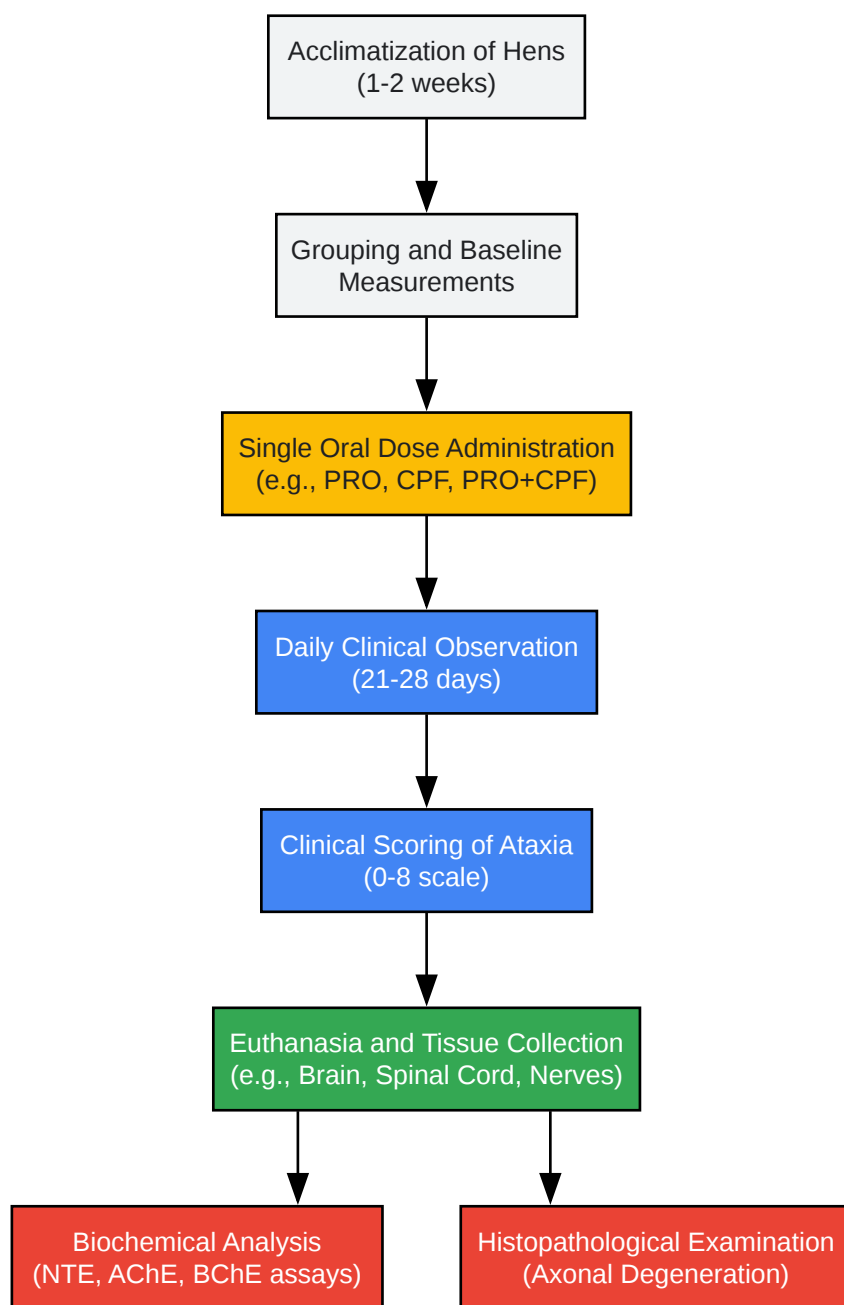 Acclimatization of Hens
(1-2 weeks)
Grouping and Baseline
Measurements
Single Oral Dose Administration
(e.g., PRO, CPF, PRO+CPF)
Daily Clinical Observation
(21-28 days)
Clinical Scoring of Ataxia
(0-8 scale)
Euthanasia and Tissue Collection
(e.g., Brain, Spinal Cord, Nerves)
Biochemical Analysis
(NTE, AChE, BChE assays)
Histopathological Examination
(Axonal Degeneration)